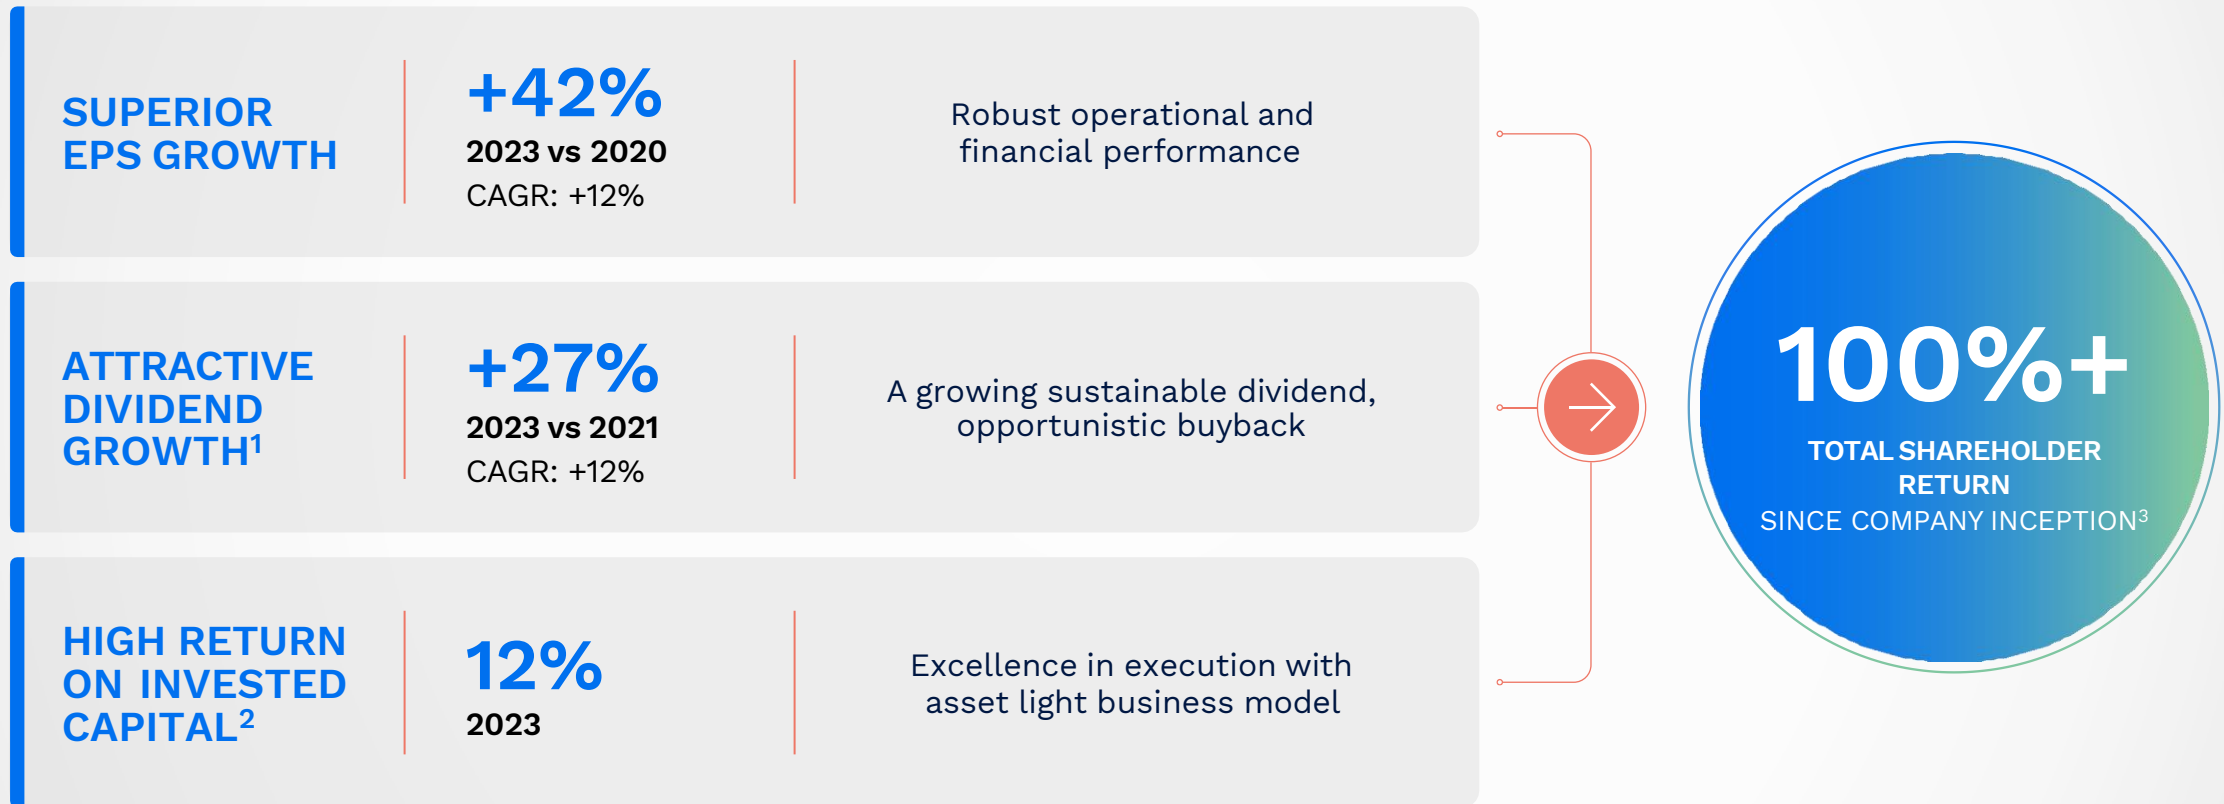 SUPERIOR
EPS GROWTH
+42%
2023 vs 2020
CAGR: +12%
Robust operational and
financial performance
ATTRACTIVE
DIVIDEND
GROWTH¹
+27%
2023 vs 2021
CAGR: +12%
A growing sustainable dividend,
opportunistic buyback
HIGH RETURN
ON INVESTED
CAPITAL²
12%
2023
Excellence in execution with
asset light business model
100%+
TOTAL SHAREHOLDER
RETURN
SINCE COMPANY INCEPTION³